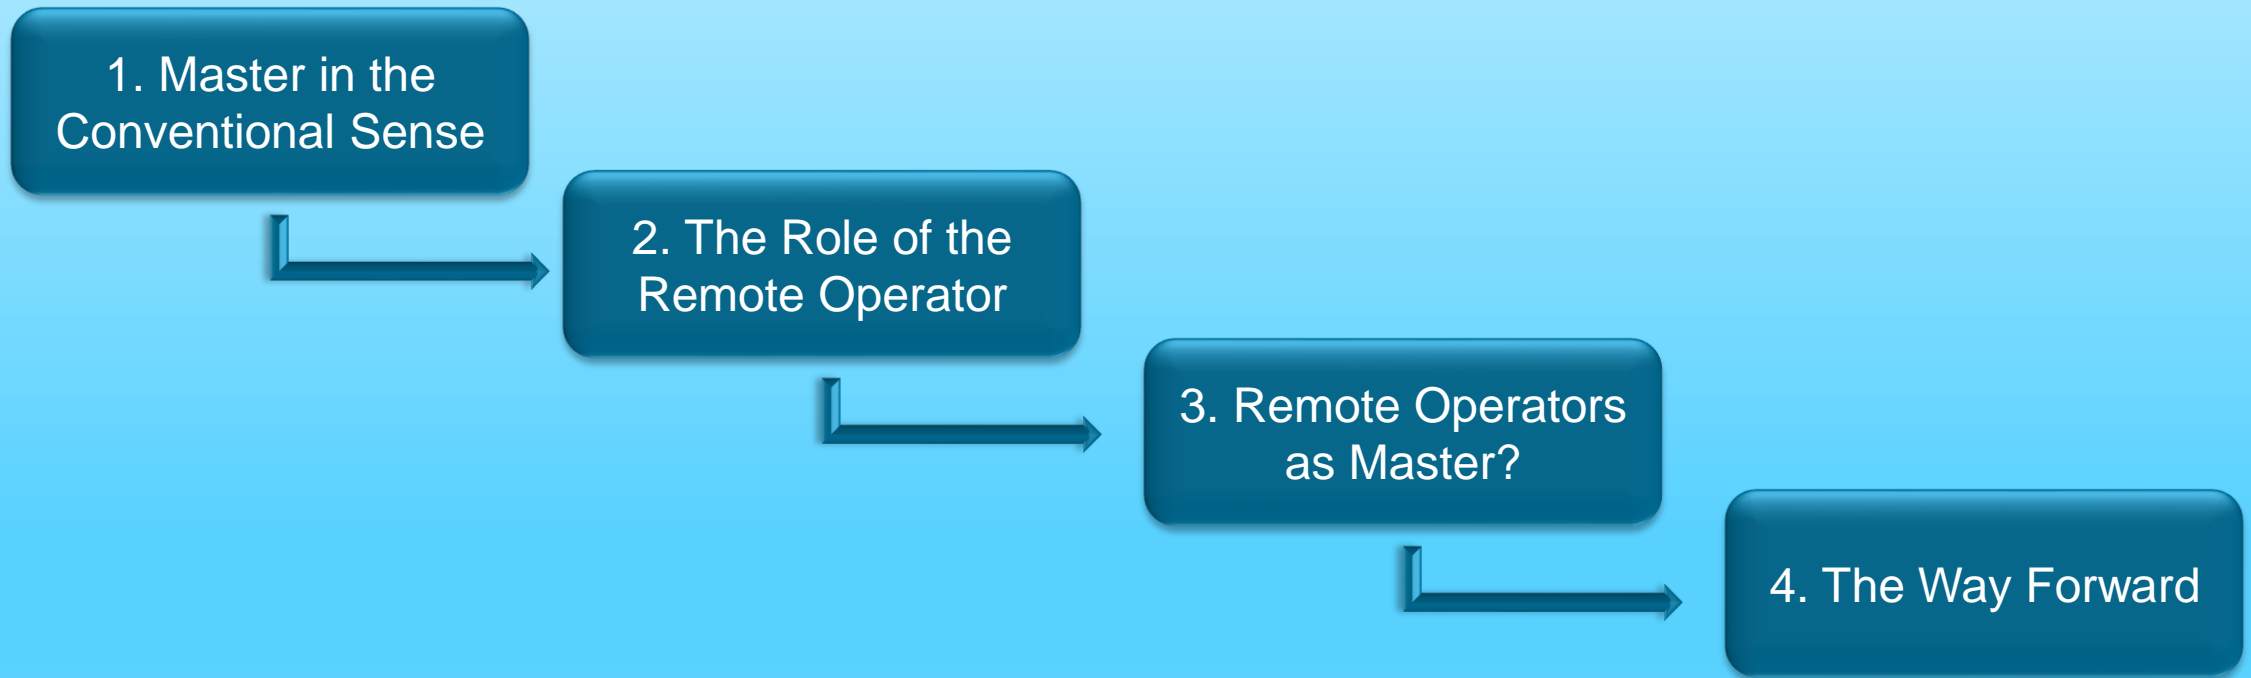 1. Master in the
Conventional Sense
2. The Role of the
Remote Operator
3. Remote Operators
as Master?
4. The Way Forward